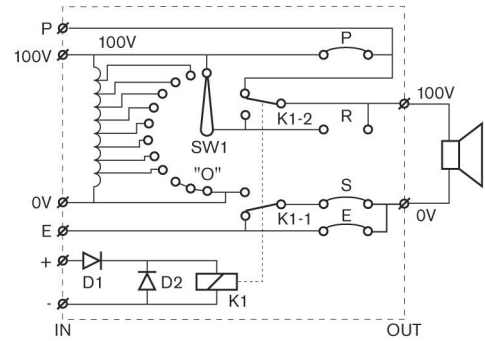 P
100V
100V
P
100V
K1-2
R
SW1
"O"
0V
S
K1-1
E
0V
E
+
D1
D2
K1
-
IN
OUT